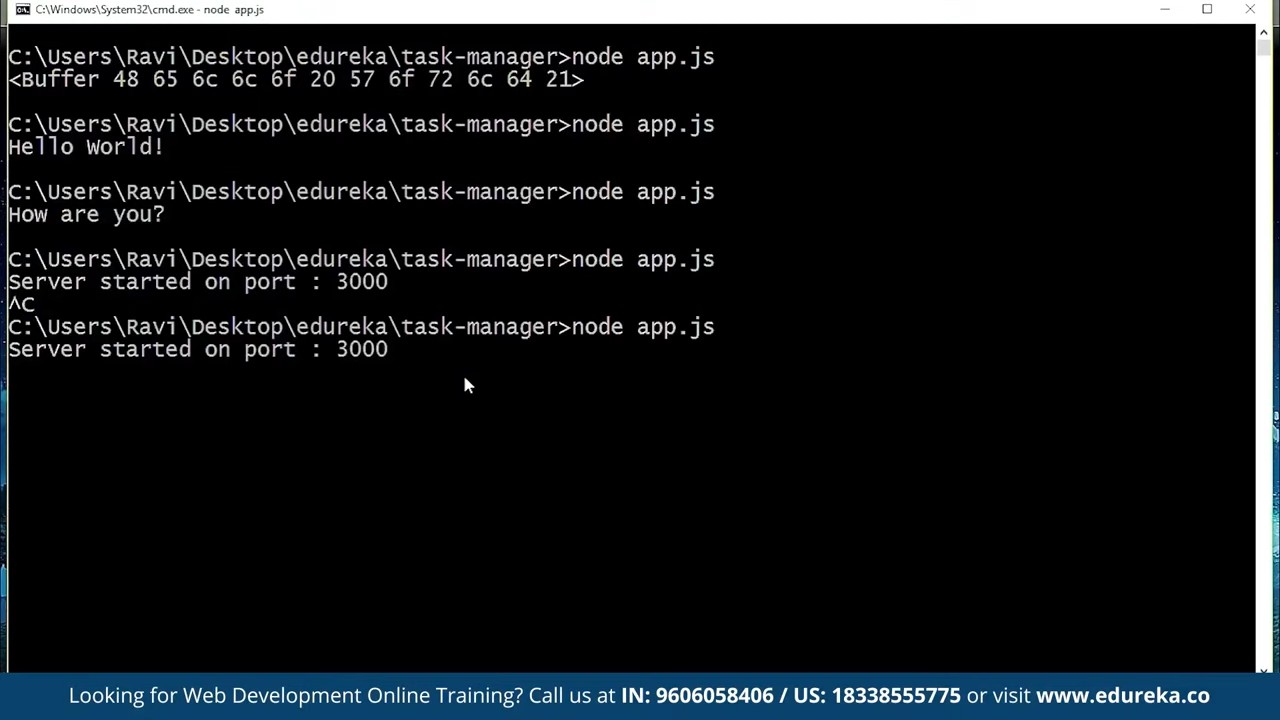 C:\Windows\System32\cmd.exe - node app.js
C:\Users\Ravi\Desktop\edureka\task-manager>node app.js
<Buffer 48 65 6c 6c 6f 20 57 6f 72 6c 64 21>
C:\Users\Ravi\Desktop\edureka\task-manager>node app.js
Hello World!
C:\Users\Ravi\Desktop\edureka\task-manager>node app.js
How are you?
C:\Users\Ravi\Desktop\edureka\task-manager>node app.js
Server started on port : 3000
^C
C:\Users\Ravi\Desktop\edureka\task-manager>node app.js
Server started on port : 3000
Looking for Web Development Online Training? Call us at IN: 9606058406 / US: 18338555775 or visit www.edureka.co